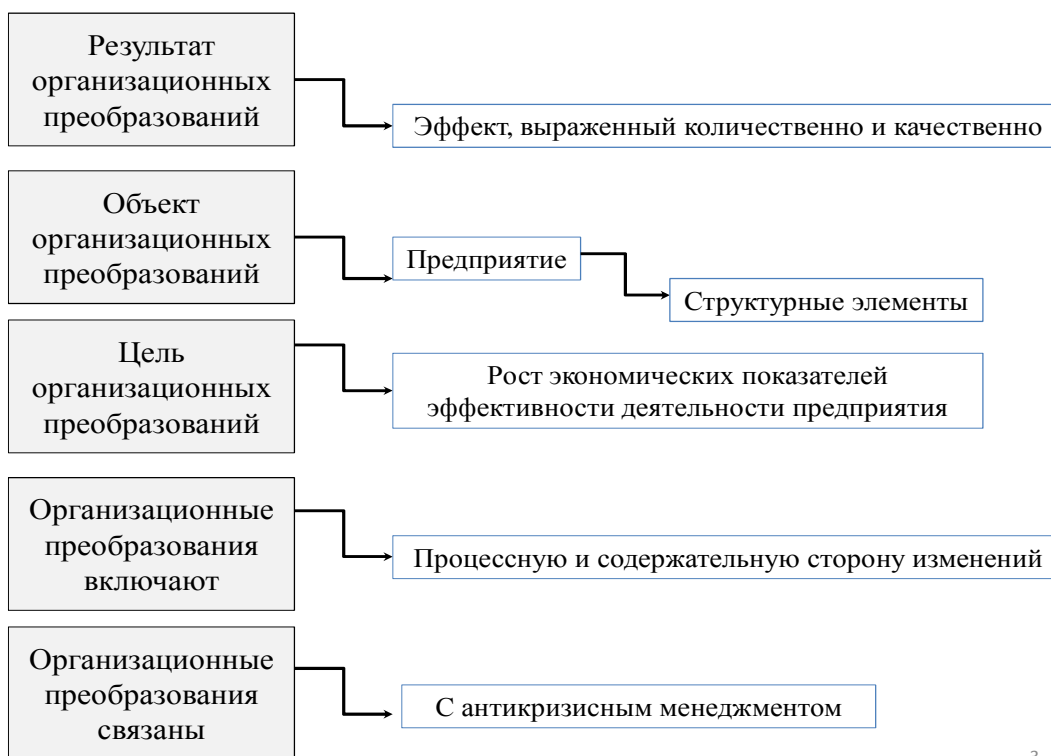 Результат
организационных
преобразований
Эффект, выраженный количественно и качественно
Объект
организационных
преобразований
Предприятие
Структурные элементы
Цель
организационных
преобразований
Рост экономических показателей
эффективности деятельности предприятия
Организационные
преобразования
включают
Процессную и содержательную сторону изменений
Организационные
преобразования
связаны
С антикризисным менеджментом